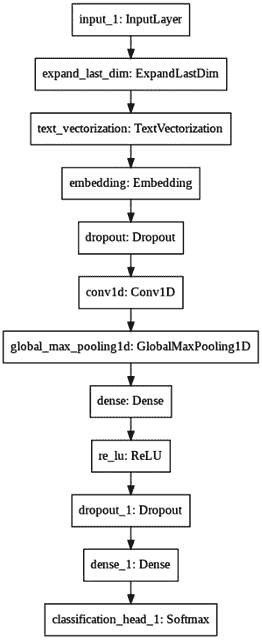 input_1: InputLayer
expand_last_dim: ExpandLastDim
text_vectorization: TextVectorization
embedding: Embedding
dropout: Dropout
conv1d: Conv1D
global_max_pooling1d: GlobalMaxPooling1D
dense: Dense
re_lu: ReLU
dropout_1: Dropout
dense_1: Dense
classification_head_1: Softmax